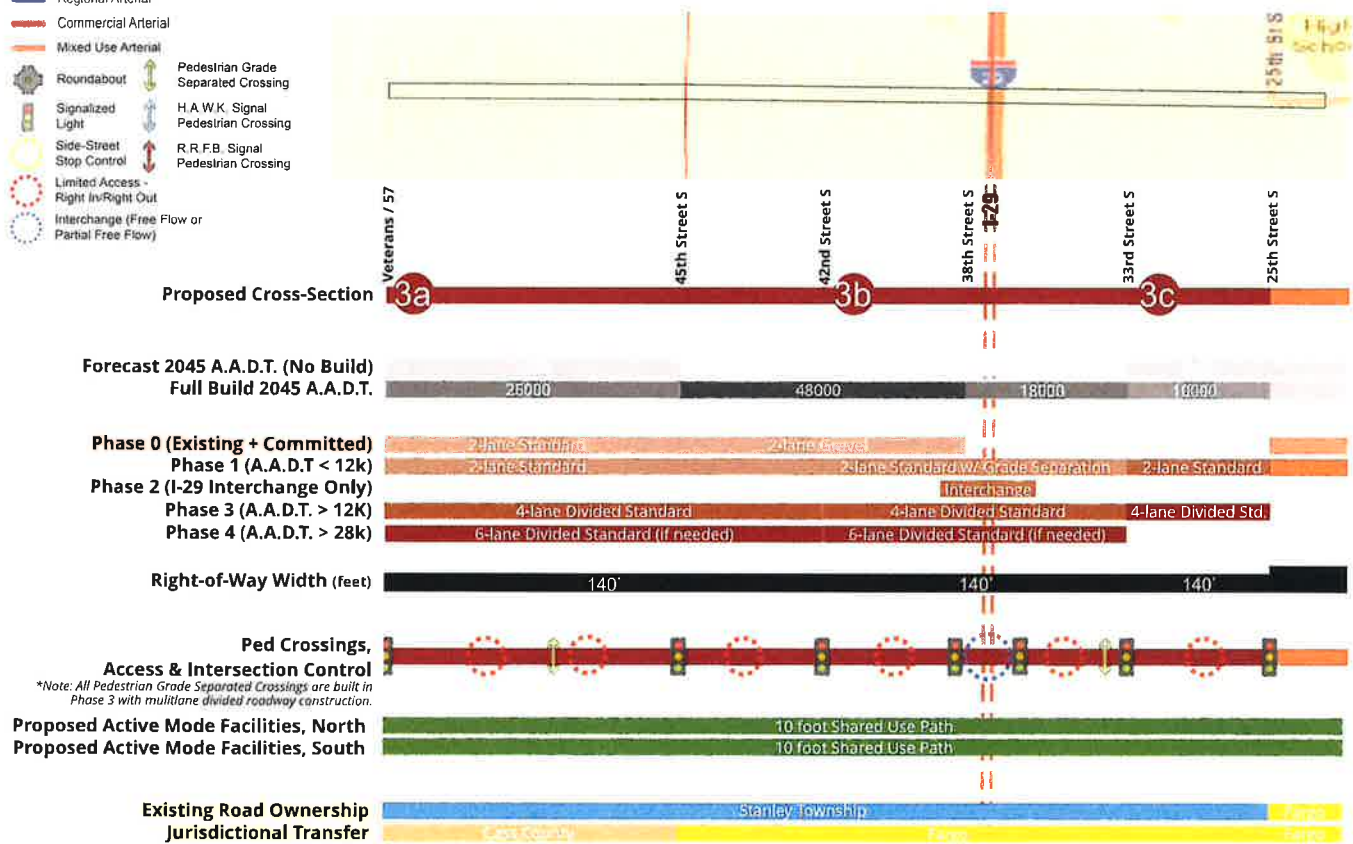 Regional Arterial
Commercial Arterial
Mixed Use Arterial
Roundabout
Pedestrian Grade
Separated Crossing
Signalized
Light
H.A.W.K. Signal
Pedestrian Crossing
Side-Street
Stop Control
R.R.F.B. Signal
Pedestrian Crossing
Limited Access -
Right In/Right Out
Interchange (Free Flow or
Partial Free Flow)
25th St S
High
Veterans / 57
45th Street S
42nd Street S
38th Street S
I-29
33rd Street S
25th Street S
Proposed Cross-Section
3a 3b 3c
Forecast 2045 A.A.D.T. (No Build)
Full Build 2045 A.A.D.T. 48000 18000 10000
Phase 0 (Existing + Committed) 2-lane Standard 2-lane Gravel
Phase 1 (A.A.D.T < 12k) 2-lane Standard 2-lane Standard w/ Grade Separation 2-lane Standard
Phase 2 (I-29 Interchange Only) Interchange
Phase 3 (A.A.D.T. > 12K) 4-lane Divided Standard 4-lane Divided Standard 4-lane Divided Std.
Phase 4 (A.A.D.T. > 28k) 6-lane Divided Standard (if needed) 6-lane Divided Standard (if needed)
Right-of-Way Width (feet) 140' 140' 140'
Ped Crossings,
Access & Intersection Control
*Note: All Pedestrian Grade Separated Crossings are built in
Phase 3 with mulitlane divided roadway construction.
Proposed Active Mode Facilities, North 10 foot Shared Use Path
Proposed Active Mode Facilities, South 10 foot Shared Use Path
Existing Road Ownership Stanley Township Fargo
Jurisdictional Transfer Cass County Fargo Fargo